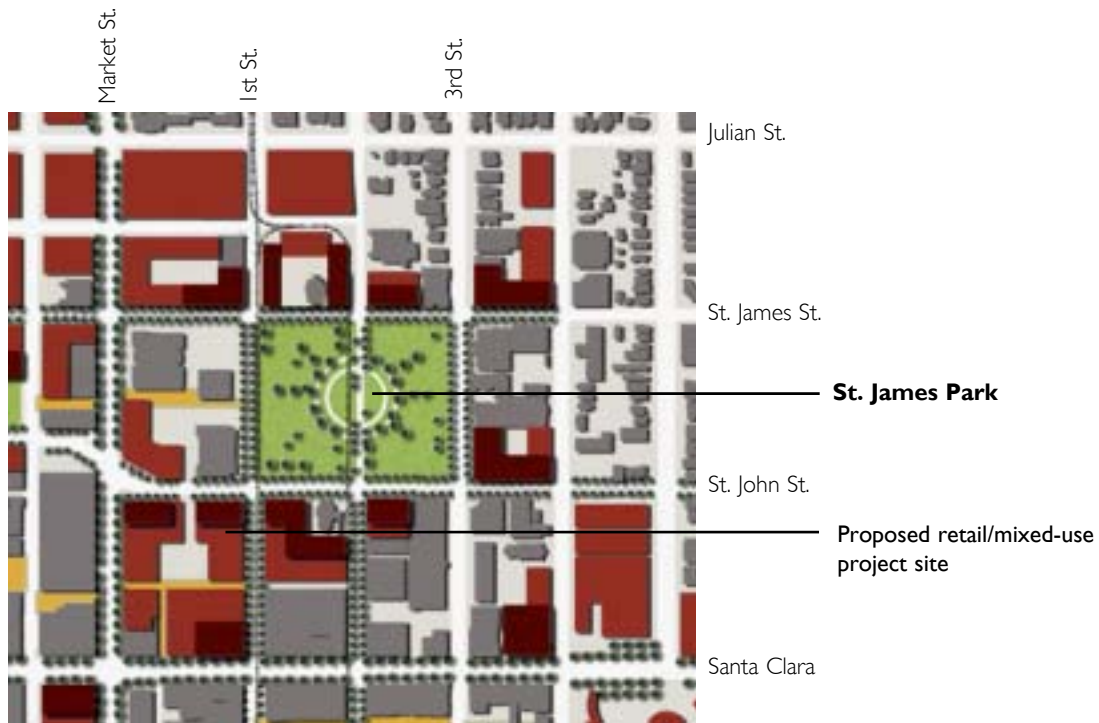 Market St.
1st St.
3rd St.
Julian St.
St. James St.
St. James Park
St. John St.
Proposed retail/mixed-use
project site
Santa Clara